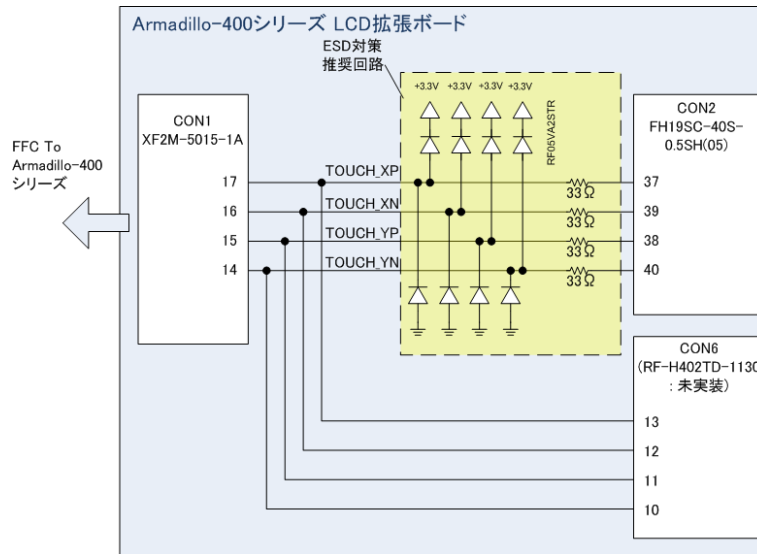 Armadillo-400シリーズ LCD拡張ボード
ESD対策
推奨回路
+3.3V +3.3V +3.3V +3.3V
RF05VA2STR
CON1
XF2M-5015-1A
CON2
FH19SC-40S-
0.5SH(05)
FFC To
Armadillo-400
シリーズ
17 TOUCH_XP 33Ω 37
16 TOUCH_XN 33Ω 39
15 TOUCH_YP 33Ω 38
14 TOUCH_YN 33Ω 40
CON6
(RF-H402TD-1130
: 未実装)
13
12
11
10